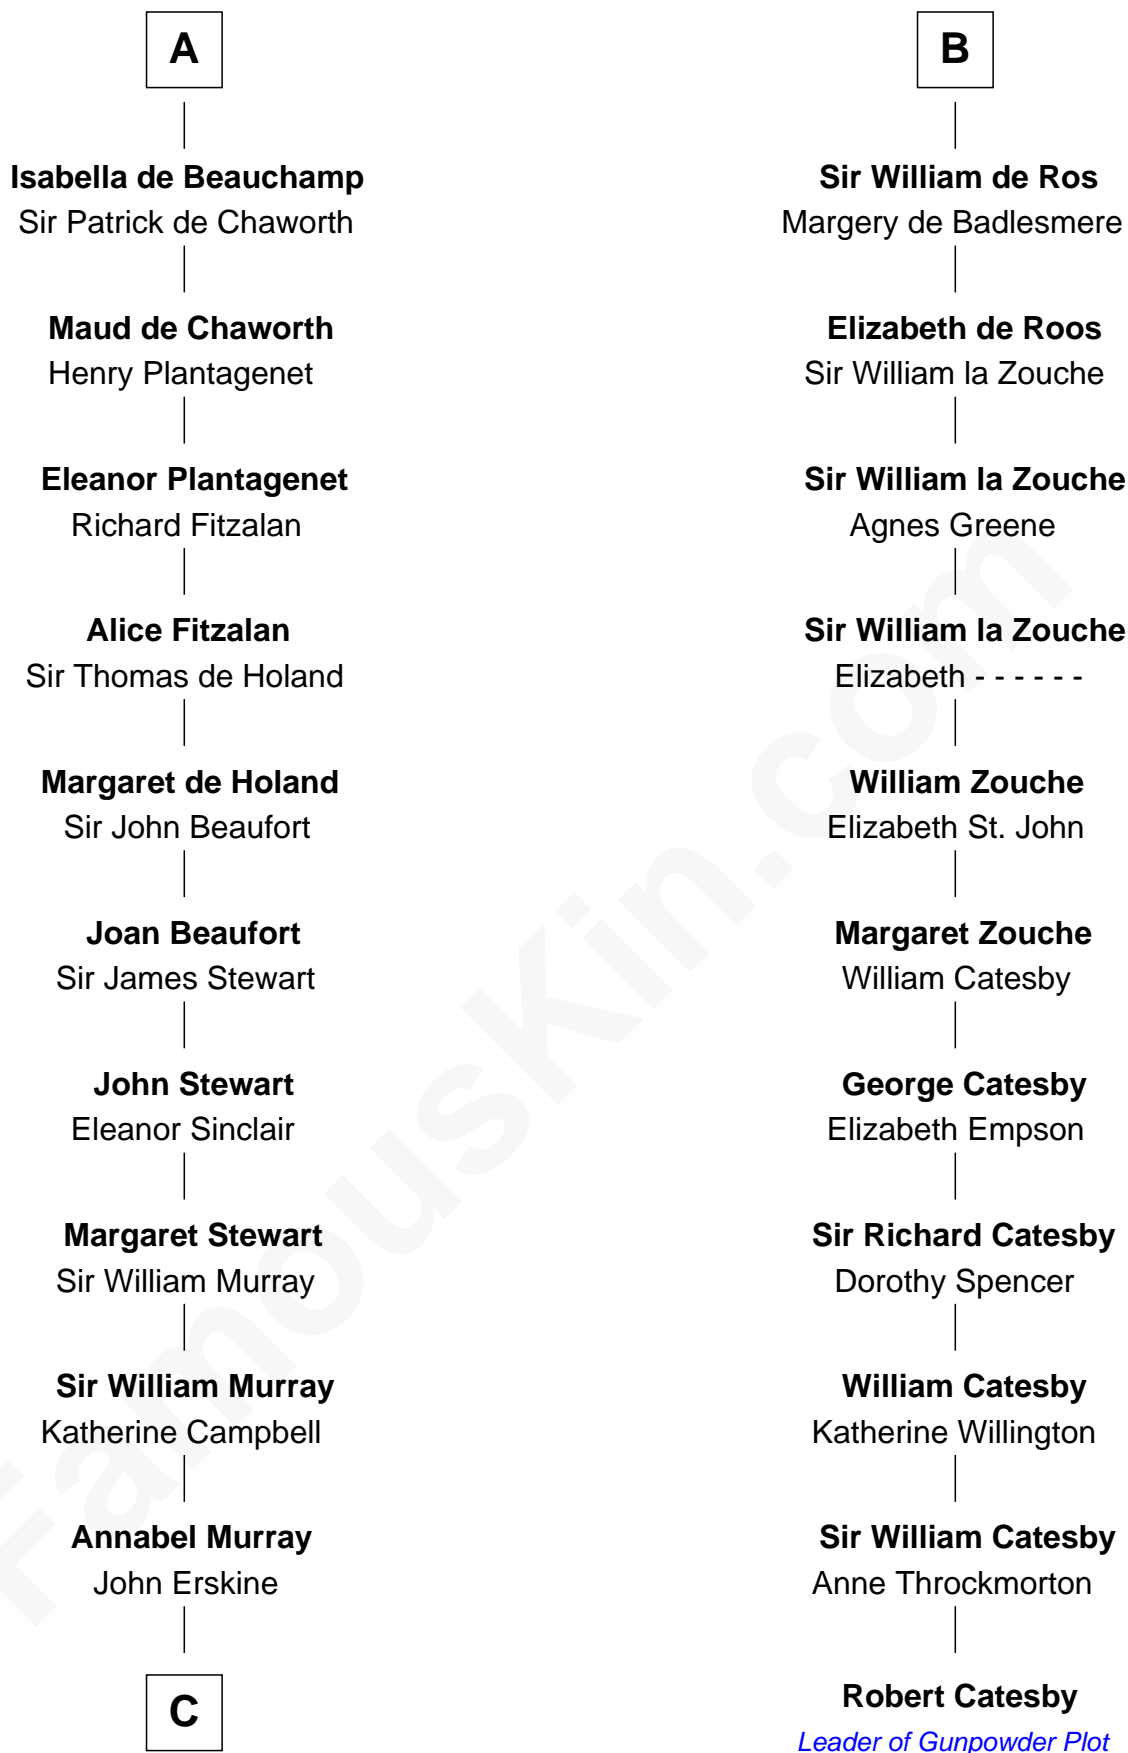 A
Isabella de Beauchamp
Sir Patrick de Chaworth
Maud de Chaworth
Henry Plantagenet
Eleanor Plantagenet
Richard Fitzalan
Alice Fitzalan
Sir Thomas de Holand
Margaret de Holand
Sir John Beaufort
Joan Beaufort
Sir James Stewart
John Stewart
Eleanor Sinclair
Margaret Stewart
Sir William Murray
Sir William Murray
Katherine Campbell
Annabel Murray
John Erskine
C
B
Sir William de Ros
Margery de Badlesmere
Elizabeth de Roos
Sir William la Zouche
Sir William la Zouche
Agnes Greene
Sir William la Zouche
Elizabeth - - - - - -
William Zouche
Elizabeth St. John
Margaret Zouche
William Catesby
George Catesby
Elizabeth Empson
Sir Richard Catesby
Dorothy Spencer
William Catesby
Katherine Willington
Sir William Catesby
Anne Throckmorton
Robert Catesby
Leader of Gunpowder Plot
FamousKin.com